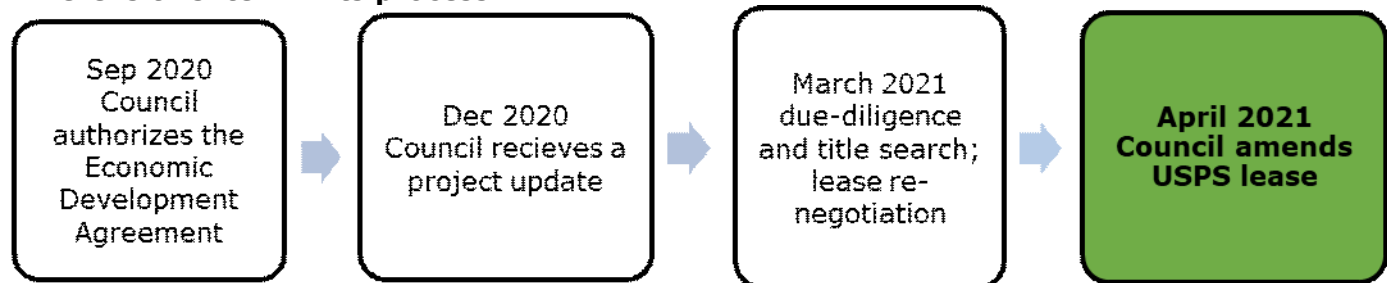 Sep 2020
Council
authorizes the
Economic
Development
Agreement
Dec 2020
Council recieves a
project update
March 2021
due-diligence
and title search;
lease re-
negotiation
April 2021
Council amends
USPS lease